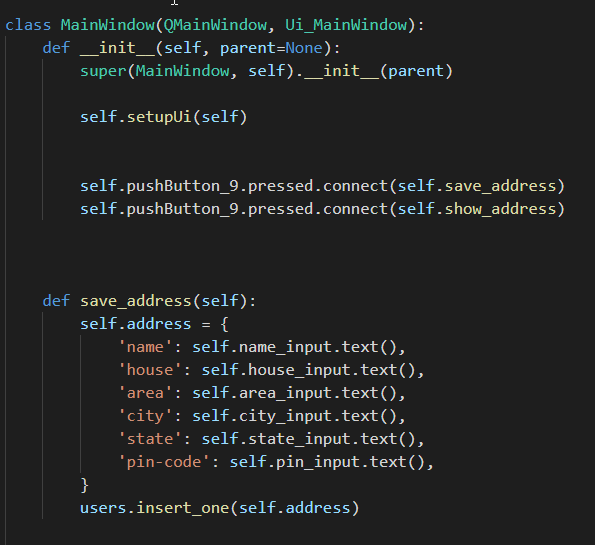 class MainWindow(QMainWindow, Ui_MainWindow):
    def __init__(self, parent=None):
        super(MainWindow, self).__init__(parent)
        self.setupUi(self)
        self.pushButton_9.pressed.connect(self.save_address)
        self.pushButton_9.pressed.connect(self.show_address)
    def save_address(self):
        self.address = {
            'name': self.name_input.text(),
            'house': self.house_input.text(),
            'area': self.area_input.text(),
            'city': self.city_input.text(),
            'state': self.state_input.text(),
            'pin-code': self.pin_input.text(),
        }
        users.insert_one(self.address)